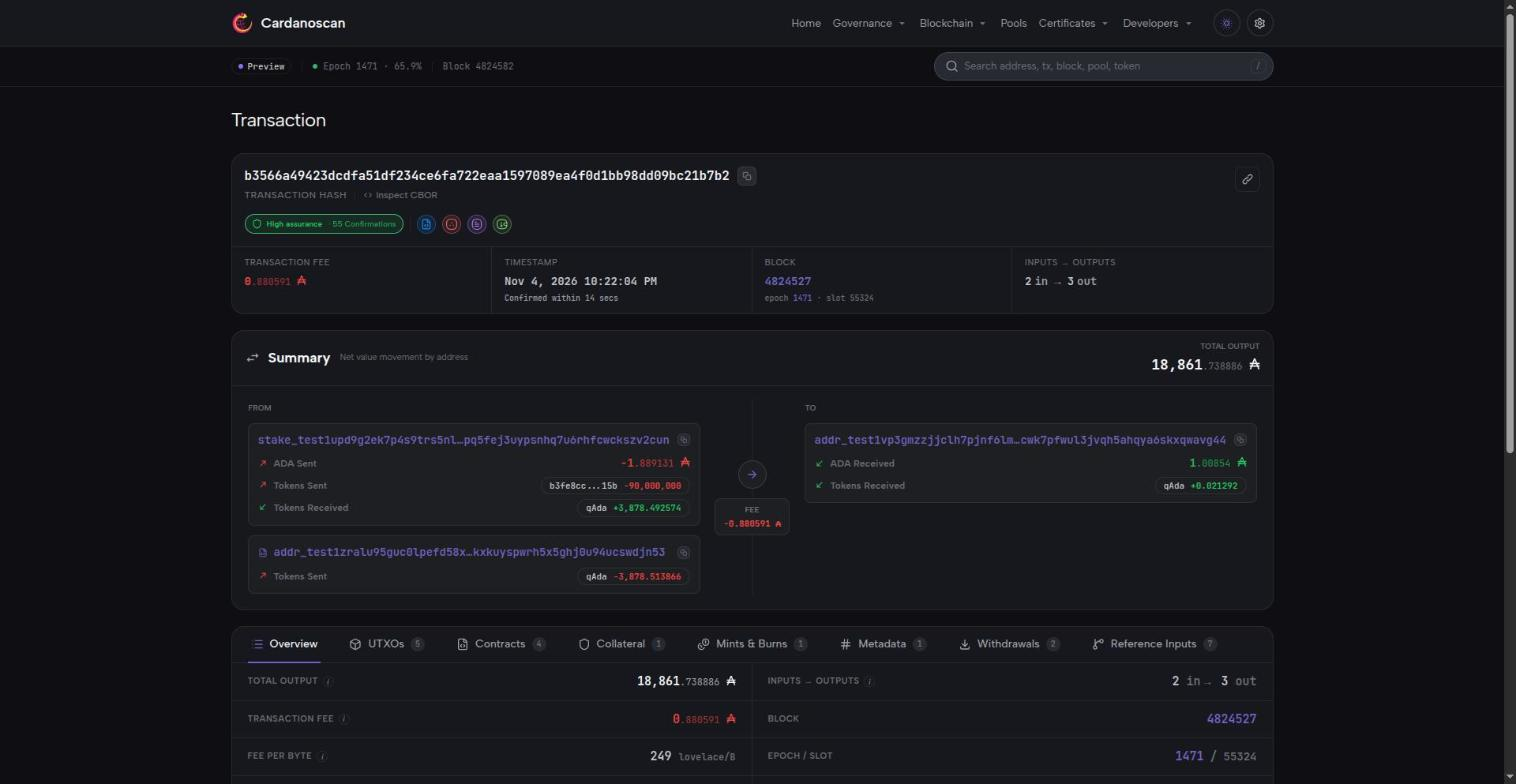 Cardanoscan
Home Governance Blockchain Pools Certificates Developers
Preview Epoch 1471 · 65.9% Block 4824582
Search address, tx, block, pool, token /
Transaction
b3566a49423dcdfa51df234ce6fa722eaa1597089ea4f0d1bb98dd09bc21b7b2
TRANSACTION HASH <> Inspect CBOR
High assurance 55 Confirmations
TRANSACTION FEE TIMESTAMP BLOCK INPUTS → OUTPUTS
0.880591 ₳ Nov 4, 2026 10:22:04 PM 4824527 2 in → 3 out
Confirmed within 14 secs epoch 1471 · slot 55324
Summary Net value movement by address
TOTAL OUTPUT
18,861.738886 ₳
FROM
stake_test1upd9g2ek7p4s9trs5nl…pq5fej3uypsnhq7u6rhfcwckszv2cun
ADA Sent -1.889131 ₳
Tokens Sent b3fe8cc...15b -90,000,000
Tokens Received qAda +3,878.492574
addr_test1zralu95guc0lpefd58x…kxkuyspwrh5x5ghj0u94ucswdjn53
Tokens Sent qAda -3,878.513866
FEE
-0.880591 ₳
TO
addr_test1vp3gmzzjjclh7pjnf6lm…cwk7pfwul3jvqh5ahqya6skxqwavg44
ADA Received 1.00854 ₳
Tokens Received qAda +0.021292
Overview UTXOs 5 Contracts 4 Collateral 1 Mints & Burns 1 Metadata 1 Withdrawals 2 Reference Inputs 7
TOTAL OUTPUT i 18,861.738886 ₳ INPUTS → OUTPUTS i 2 in → 3 out
TRANSACTION FEE i 0.880591 ₳ BLOCK 4824527
FEE PER BYTE i 249 lovelace/B EPOCH / SLOT 1471 / 55324